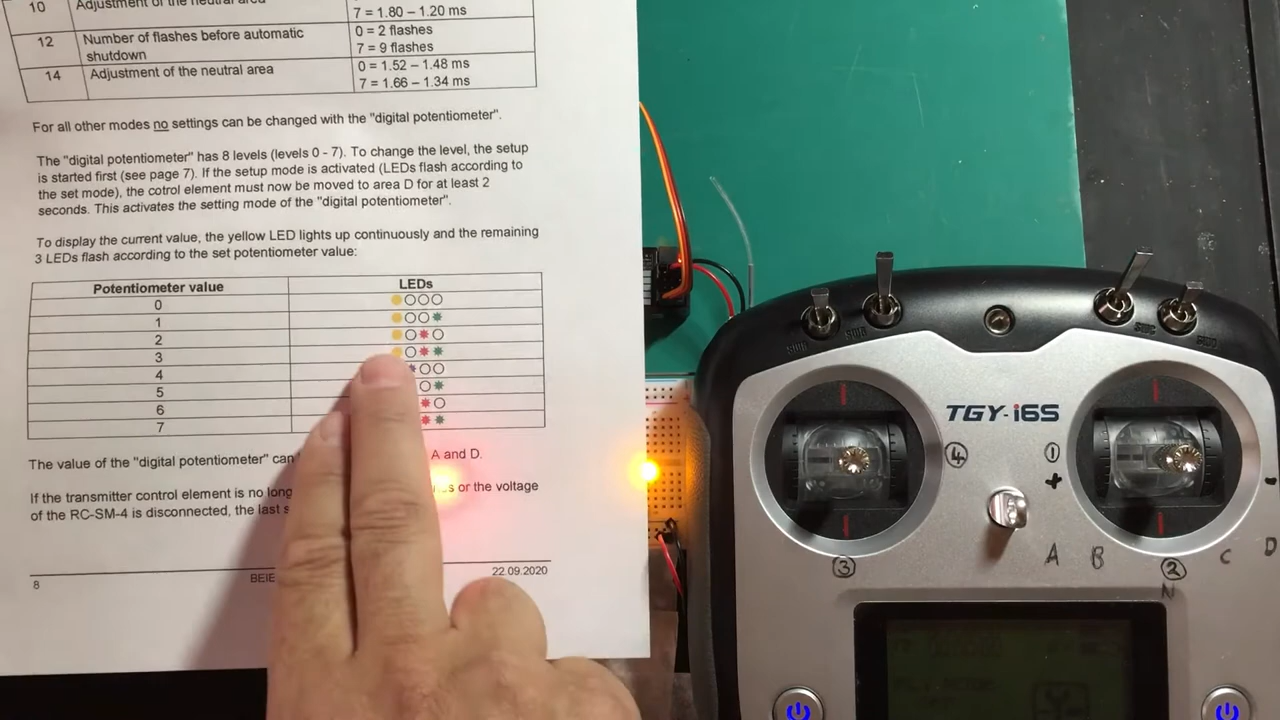 10 Adjustment of the neutral area
7 = 1.80 – 1.20 ms
12 Number of flashes before automatic shutdown
0 = 2 flashes
7 = 9 flashes
14 Adjustment of the neutral area
0 = 1.52 – 1.48 ms
7 = 1.66 – 1.34 ms
For all other modes no settings can be changed with the "digital potentiometer".
The "digital potentiometer" has 8 levels (levels 0 - 7). To change the level, the setup
is started first (see page 7). If the setup mode is activated (LEDs flash according to
the set mode), the cotrol element must now be moved to area D for at least 2
seconds. This activates the setting mode of the "digital potentiometer".
To display the current value, the yellow LED lights up continuously and the remaining
3 LEDs flash according to the set potentiometer value:
Potentiometer value LEDs
0
1
2
3
4
5
6
7
The value of the "digital potentiometer" can A and D.
If the transmitter control element is no or the voltage
of the RC-SM-4 is disconnected, the last
8 22.09.2020
TGY-i6S
4 1
+ -
A B C D
3 2
N